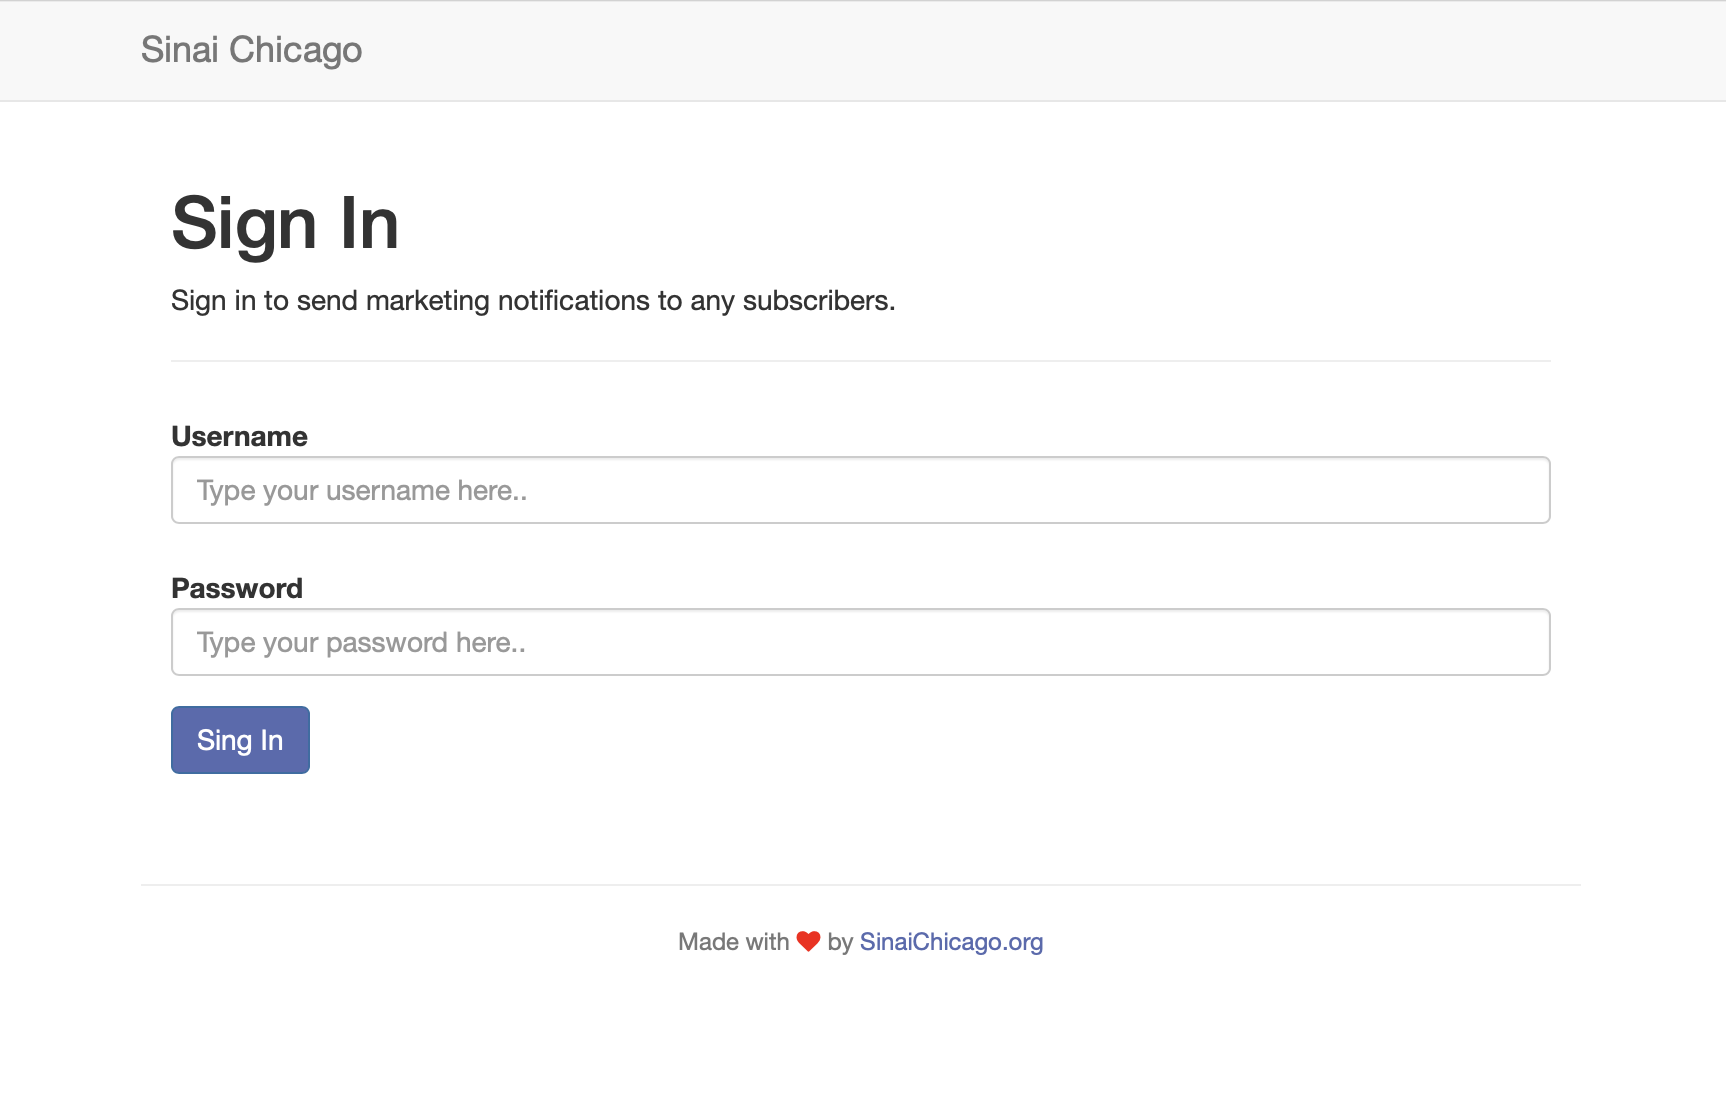 Sinai Chicago
Sign In
Sign in to send marketing notifications to any subscribers.
Username
Type your username here..
Password
Type your password here..
Sing In
Made with ❤ by SinaiChicago.org